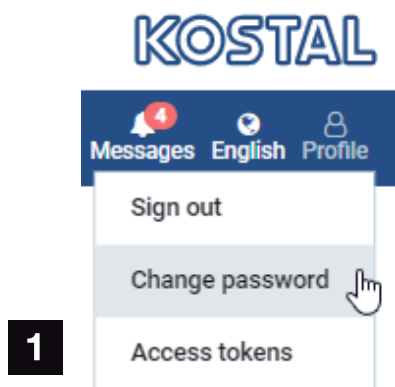 KOSTAL
4
Messages English Profile
Sign out
Change password
1 Access tokens